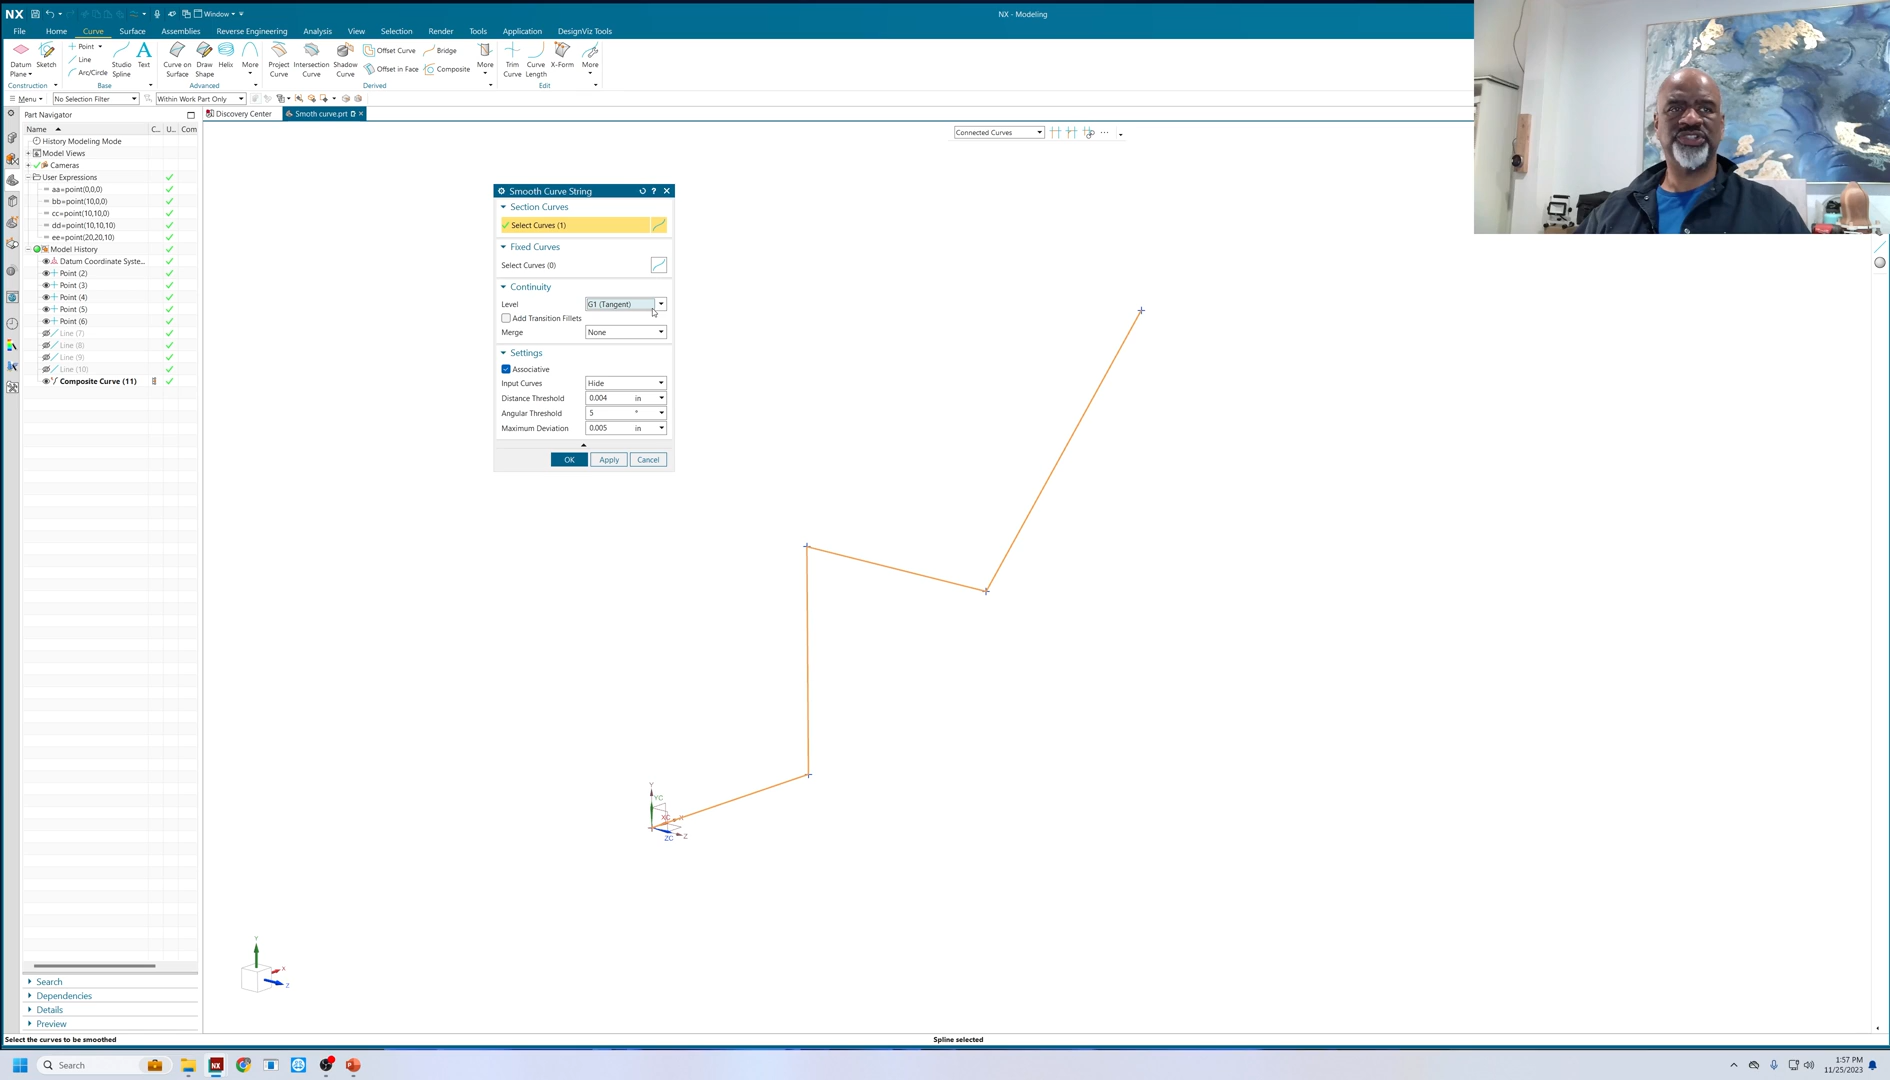 NX
Window
NX - Modeling
File Home Curve Surface Assemblies Reverse Engineering Analysis View Selection Render Tools Application DesignViz Tools
Datum Plane
Sketch
Point
Line
Arc/Circle
Studio Spline
Text
Curve on Surface
Draw Shape
Helix
More
Project Curve
Intersection Curve
Shadow Curve
Offset Curve
Offset in Face
Bridge
Composite
More
Trim Curve
Curve Length
X-Form
More
Construction Base Advanced Derived Edit
Menu No Selection Filter Within Work Part Only
Part Navigator
Discovery Center Smoth curve.prt
Name C... U... Com
Connected Curves
History Modeling Mode
Model Views
Cameras
User Expressions
aa=point(0,0,0)
bb=point(10,0,0)
cc=point(10,10,0)
dd=point(10,10,10)
ee=point(20,20,10)
Model History
Datum Coordinate Syste...
Point (2)
Point (3)
Point (4)
Point (5)
Point (6)
Line (7)
Line (8)
Line (9)
Line (10)
Composite Curve (11)
Smooth Curve String ?
Section Curves
Select Curves (1)
Fixed Curves
Select Curves (0)
Continuity
Level G1 (Tangent)
Add Transition Fillets
Merge None
Settings
Associative
Input Curves Hide
Distance Threshold 0.004 in
Angular Threshold 5 °
Maximum Deviation 0.005 in
OK Apply Cancel
Y
YC
XC
ZC Z
Y
X
Z
Search
Dependencies
Details
Preview
Select the curves to be smoothed
Spline selected
Search
NX
1:57 PM
11/25/2023